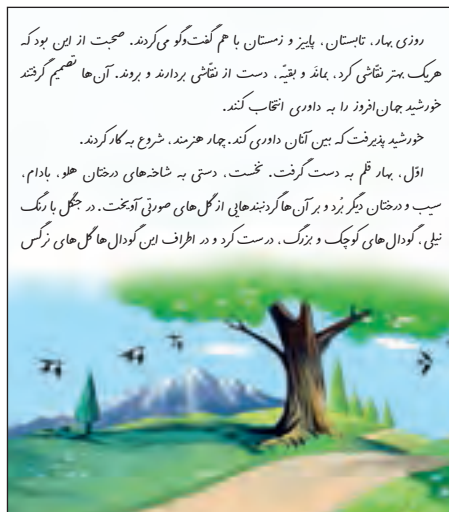 روزی بهار، تابستان، پاییز و زمستان با هم گفت‌وگو می‌کردند. صحبت از این بود که
هریک بهتر نقّاشی کرد، بماند و بقیّه، دست از نقّاشی بردارند و بروند. آن‌ها تصمیم گرفتند
خورشید جهان‌افروز را به داوری انتخاب کنند.
خورشید پذیرفت که بین آنان داوری کند. چهار هنرمند، شروع به کار کردند.
اوّل، بهار قلم به دست گرفت. نخست، دستی به شاخه‌های درختان هلو، بادام،
سیب و درختان دیگر بُرد و بر آن‌ها گردنبندهایی از گل‌های صورتی آویخت. در جنگل با رنگ
نیلی، گودال‌های کوچک و بزرگ، درست کرد و در اطراف این گودال‌ها گل‌های نرگس